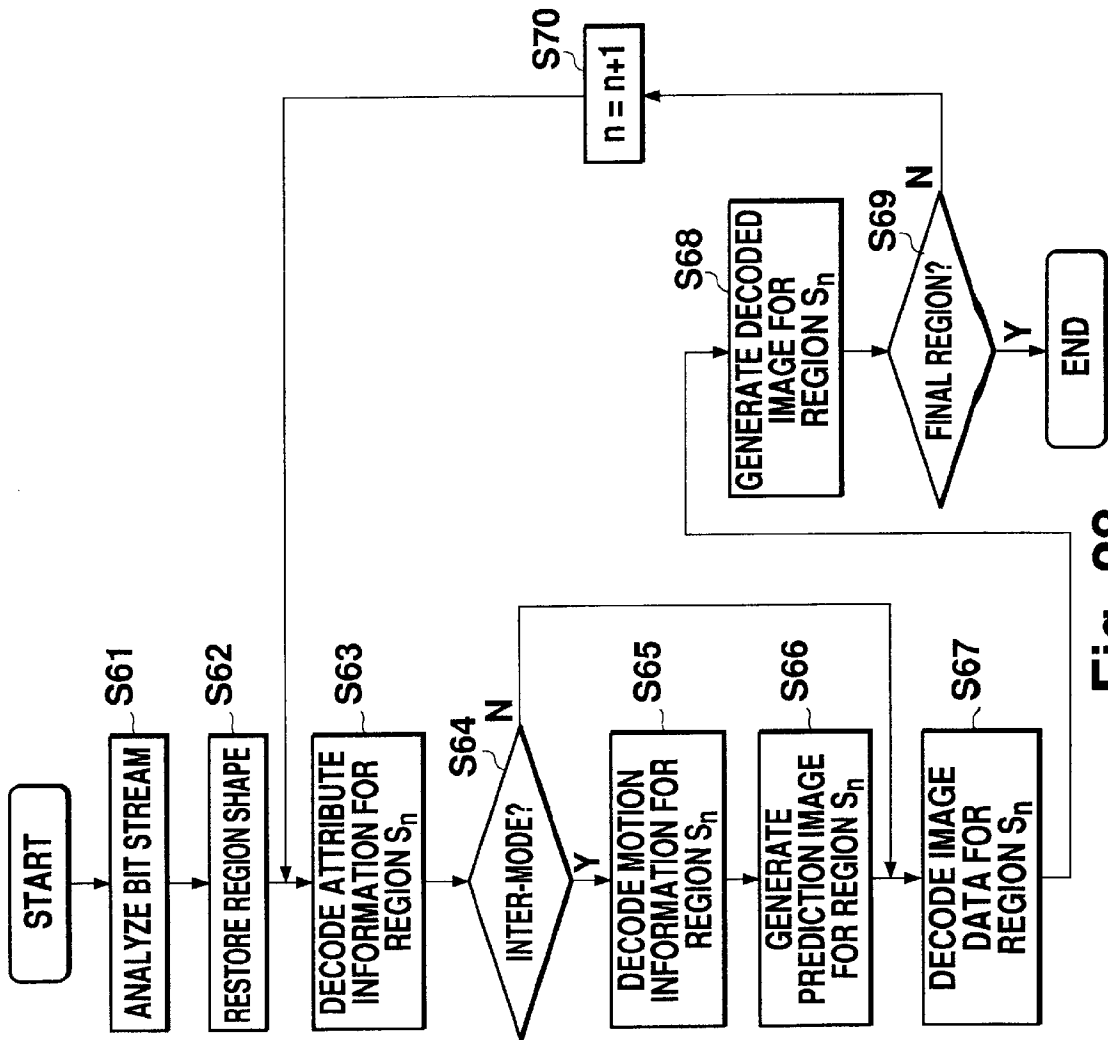 START
S61
ANALYZE BIT STREAM
S62
RESTORE REGION SHAPE
S63
DECODE ATTRIBUTE
INFORMATION FOR
REGION Sn
S64
INTER-MODE?
N
Y
S65
DECODE MOTION
INFORMATION FOR
REGION Sn
S66
GENERATE
PREDICTION IMAGE
FOR REGION Sn
S67
DECODE IMAGE
DATA FOR
REGION Sn
S68
GENERATE DECODED
IMAGE FOR
REGION Sn
S69
FINAL REGION?
N
Y
S70
n = n+1
END
Fig.